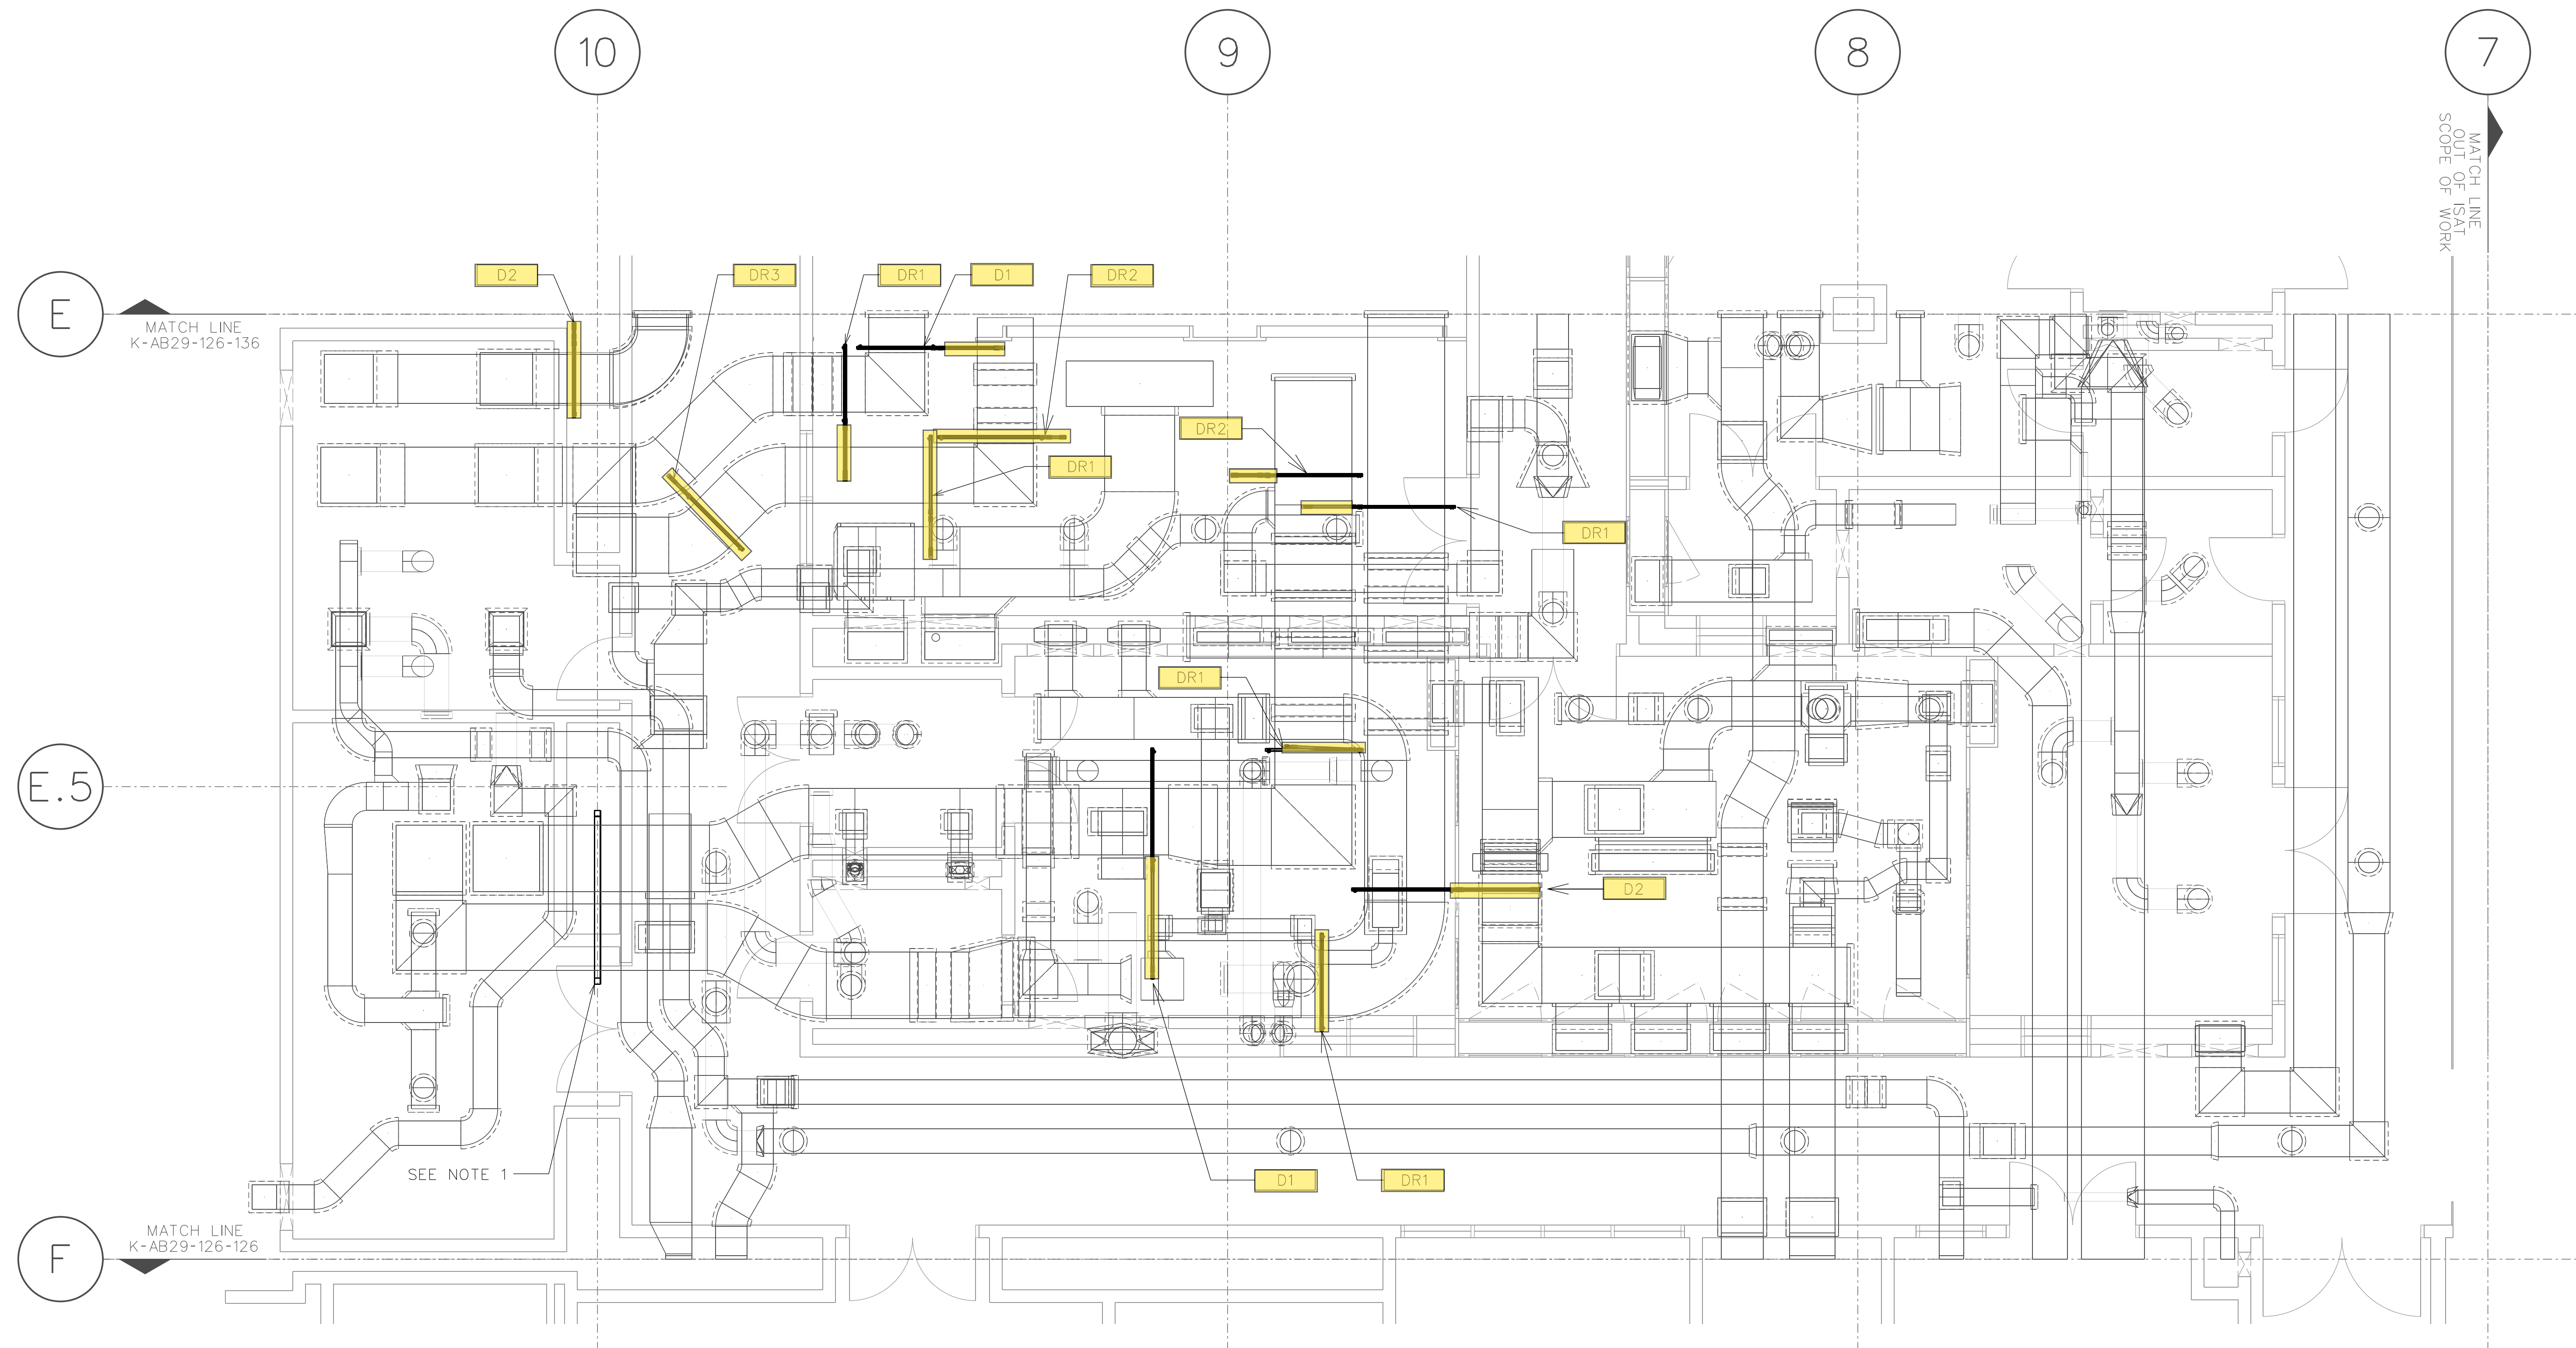 10
9
8
7
MATCH LINE
OUT OF ISAT
SCOPE OF WORK
D2
DR3
DR1
D1
DR2
E
MATCH LINE
K-AB29-126-136
DR2
DR1
DR1
DR1
E.5
D2
SEE NOTE 1
D1
DR1
MATCH LINE
K-AB29-126-126
F